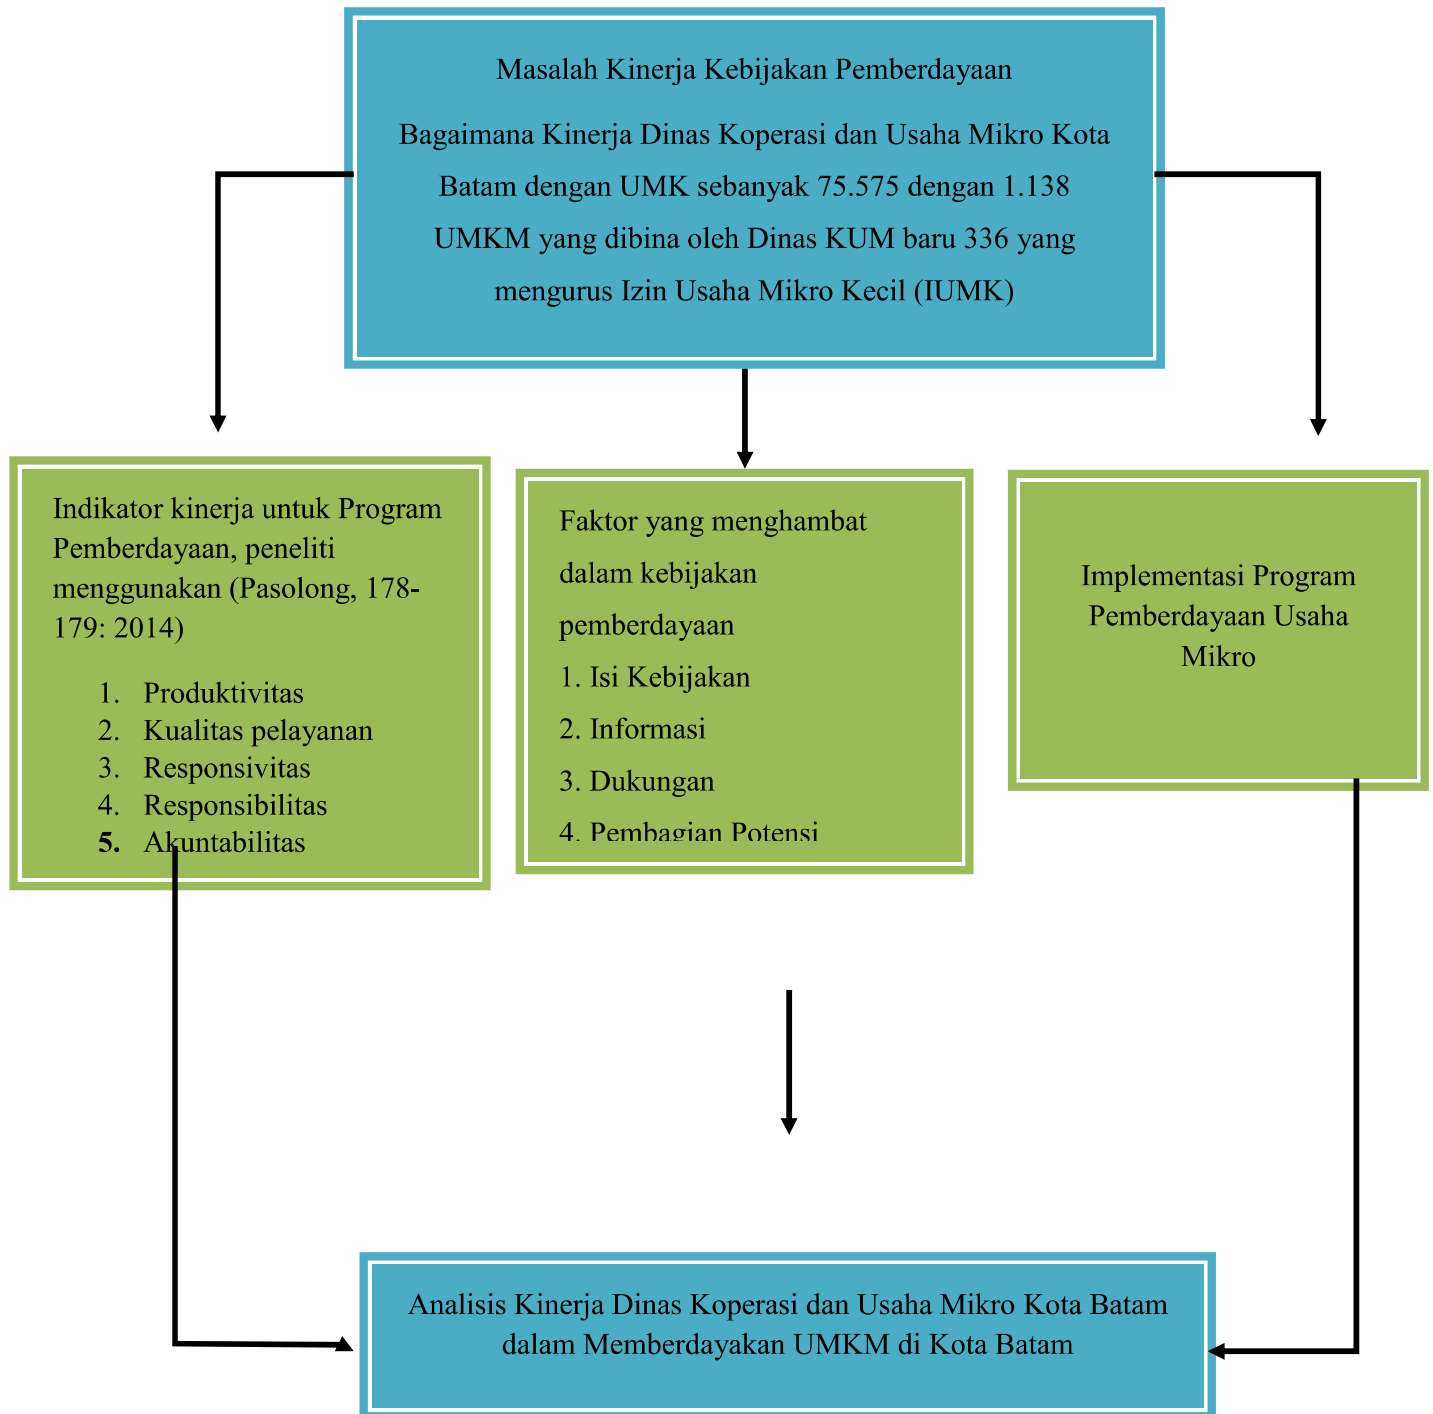 Masalah Kinerja Kebijakan Pemberdayaan
Bagaimana Kinerja Dinas Koperasi dan Usaha Mikro Kota
Batam dengan UMK sebanyak 75.575 dengan 1.138
UMKM yang dibina oleh Dinas KUM baru 336 yang
mengurus Izin Usaha Mikro Kecil (IUMK)
Indikator kinerja untuk Program
Pemberdayaan, peneliti
menggunakan (Pasolong, 178-
179: 2014)
1. Produktivitas
2. Kualitas pelayanan
3. Responsivitas
4. Responsibilitas
5. Akuntabilitas
Faktor yang menghambat
dalam kebijakan
pemberdayaan
1. Isi Kebijakan
2. Informasi
3. Dukungan
4. Pembagian Potensi
Implementasi Program
Pemberdayaan Usaha
Mikro
Analisis Kinerja Dinas Koperasi dan Usaha Mikro Kota Batam
dalam Memberdayakan UMKM di Kota Batam